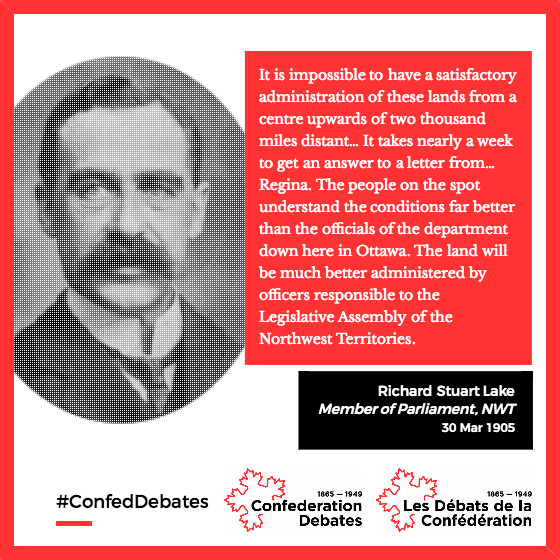 It is impossible to have a satisfactory
administration of these lands from a
centre upwards of two thousand
miles distant... It takes nearly a week
to get an answer to a letter from...
Regina. The people on the spot
understand the conditions far better
than the officials of the department
down here in Ottawa. The land will
be much better administered by
officers responsible to the
Legislative Assembly of the
Northwest Territories.
Richard Stuart Lake
Member of Parliament, NWT
30 Mar 1905
#ConfedDebates
1865 – 1949
Confederation
Debates
1865 – 1949
Les Débats de la
Confédération